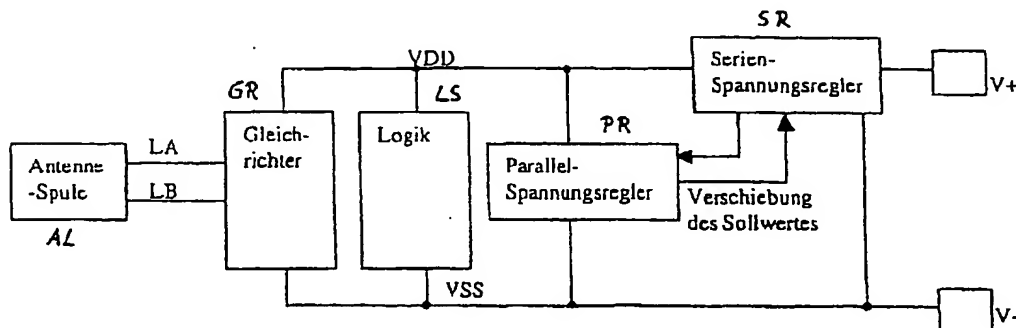 SR
VDD
Serien-
Spannungsregler
V+
GR
LS
PR
Gleich-
richter
Logik
Antenne
-Spule
LA
LB
AL
Parallel-
Spannungsregler
Verschiebung
des Sollwertes
VSS
V-